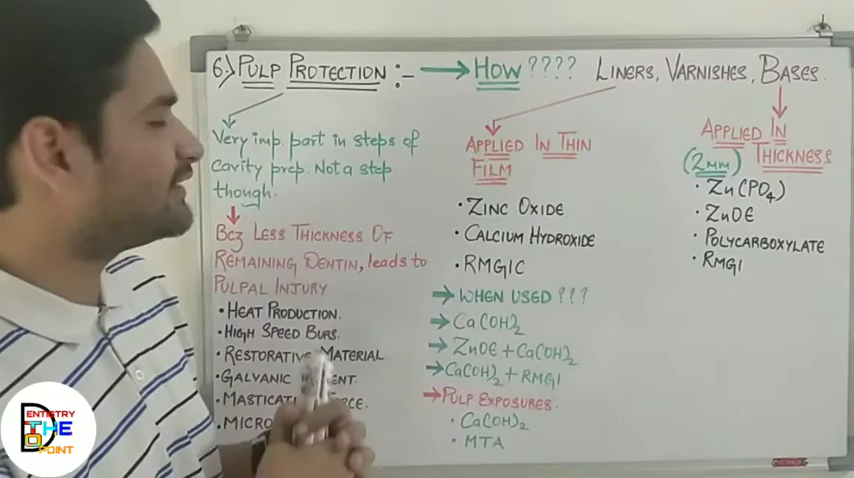 6.) PULP PROTECTION :- → HOW ???? LINERS, VARNISHES, BASES.
Very imp. part in steps of
cavity prep. Not a step
though.
Bcz LESS THICKNESS OF
REMAINING DENTIN, leads to
PULPAL INJURY
• HEAT PRODUCTION.
• HIGH SPEED BURS.
• RESTORATIVE MATERIAL
• GALVANIC
• 
• MICRO
APPLIED IN THIN
FILM
• ZINC OXIDE
• CALCIUM HYDROXIDE
• RMGIC
→ WHEN USED ???
→ Ca(OH)2
→ ZnOE + Ca(OH)2
→ Ca(OH)2 + RMGI
→ PULP EXPOSURES.
• Ca(OH)2
• MTA
APPLIED IN
(2MM) THICKNESS
• Zn(PO4)
• ZnOE
• POLYCARBOXYLATE
• RMGI
DENTISTRY
THE
POINT